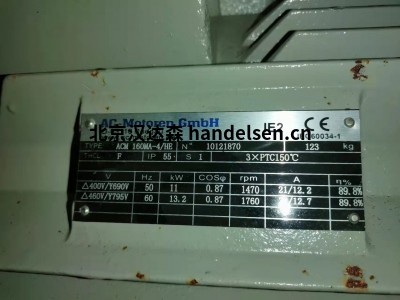 AC-Motoren GmbH
IE2 CE
北京汉达森 handelsen.cn
60034-1
TYPE ACM 160MA-4/HE N° 10121870 123 kg
THCL F IP 55 S 1 3×PTC150℃
V Hz kW COSφ rpm A η%
△400V/Y690V 50 11 0.87 1470 21/12.2 89.8%
△460V/Y795V 60 13.2 0.87 1760 /12.7 89.8%